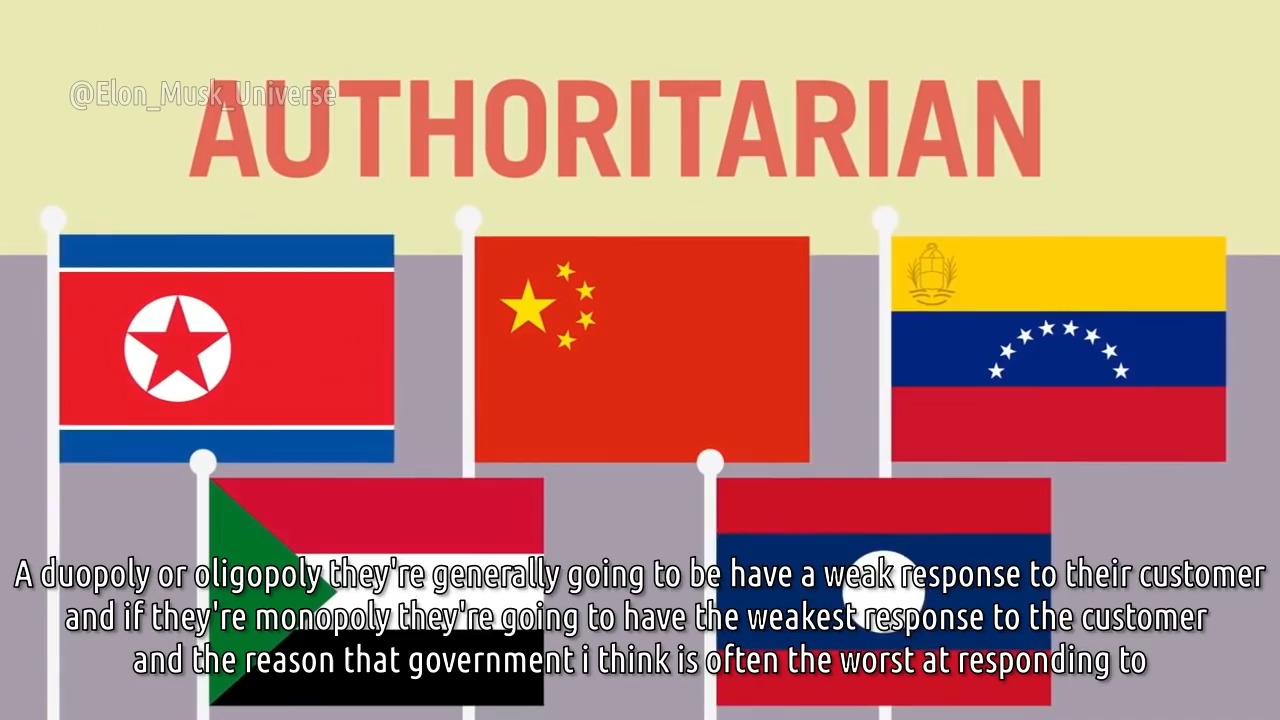 @Elon_Musk_Universe
AUTHORITARIAN
A duopoly or oligopoly they're generally going to be have a weak response to their customer
and if they're monopoly they're going to have the weakest response to the customer
and the reason that government i think is often the worst at responding to